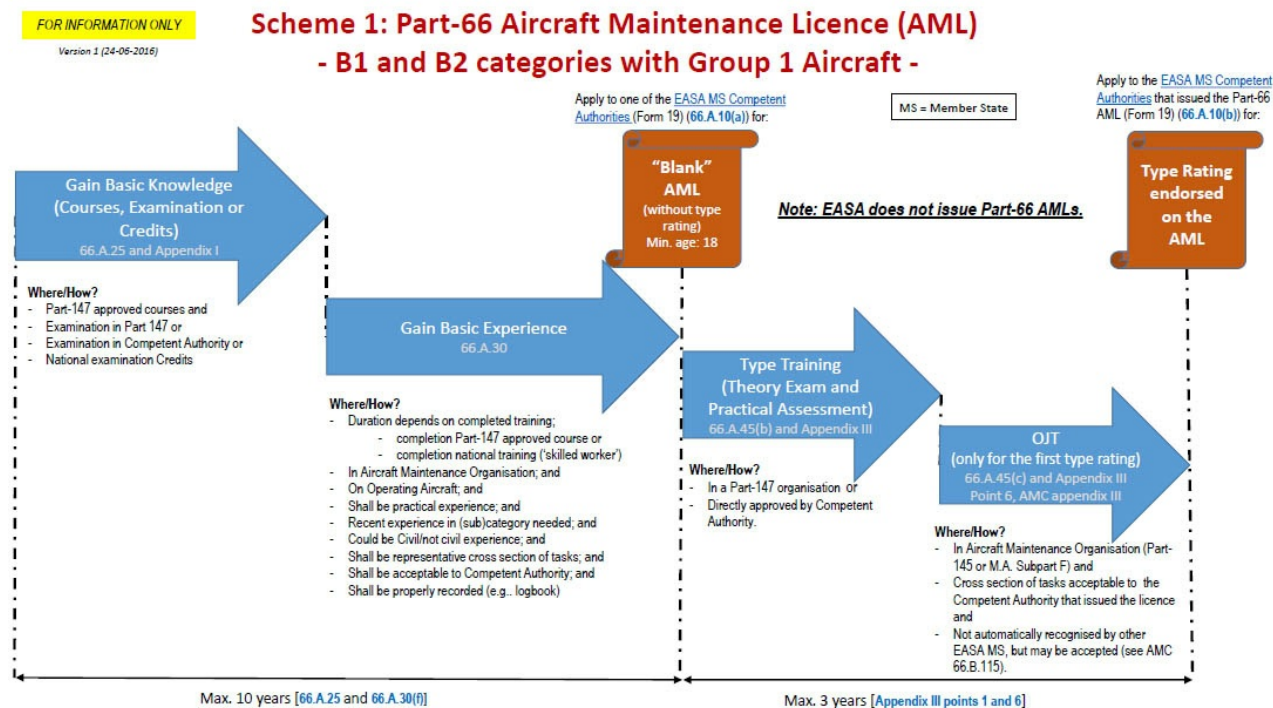 FOR INFORMATION ONLY
Version 1 (24-06-2016)
Scheme 1: Part-66 Aircraft Maintenance Licence (AML)
- B1 and B2 categories with Group 1 Aircraft -
Apply to one of the EASA MS Competent
Authorities (Form 19) (66.A.10(a)) for:
MS = Member State
Apply to the EASA MS Competent
Authorities that issued the Part-66
AML (Form 19) (66.A.10(b)) for:
Gain Basic Knowledge
(Courses, Examination or
Credits)
66.A.25 and Appendix I
"Blank"
AML
(without type
rating)
Min. age: 18
Note: EASA does not issue Part-66 AMLs.
Type Rating
endorsed
on the
AML
Where/How?
- Part-147 approved courses and
- Examination in Part 147 or
- Examination in Competent Authority or
- National examination Credits
Gain Basic Experience
66.A.30
Where/How?
- Duration depends on completed training;
- completion Part-147 approved course or
- completion national training ('skilled worker')
- In Aircraft Maintenance Organisation; and
- On Operating Aircraft; and
- Shall be practical experience; and
- Recent experience in (sub)category needed; and
- Could be Civil/not civil experience; and
- Shall be representative cross section of tasks; and
- Shall be acceptable to Competent Authority; and
- Shall be properly recorded (e.g.. logbook)
Type Training
(Theory Exam and
Practical Assessment)
66.A.45(b) and Appendix III
Where/How?
- In a Part-147 organisation or
- Directly approved by Competent
Authority.
OJT
(only for the first type rating)
66.A.45(c) and Appendix III
Point 6, AMC appendix III
Where/How?
- In Aircraft Maintenance Organisation (Part-
145 or M.A. Subpart F) and
- Cross section of tasks acceptable to the
Competent Authority that issued the licence
and
- Not automatically recognised by other
EASA MS, but may be accepted (see AMC
66.B.115).
Max. 10 years [66.A.25 and 66.A.30(f)]
Max. 3 years [Appendix III points 1 and 6]